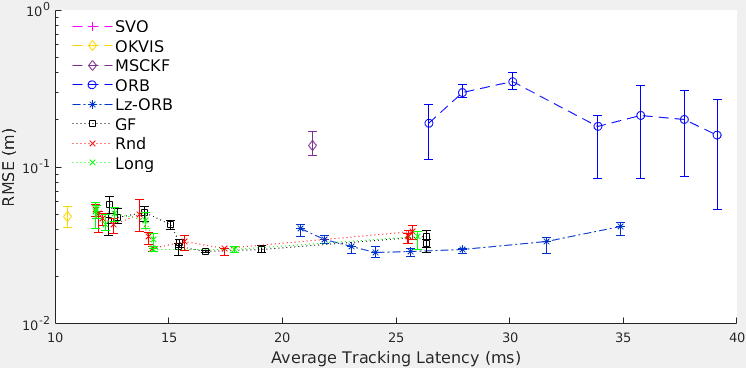 10^0
SVO
OKVIS
MSCKF
ORB
Lz-ORB
GF
Rnd
Long
RMSE (m)
10^-1
10^-2
10 15 20 25 30 35 40
Average Tracking Latency (ms)